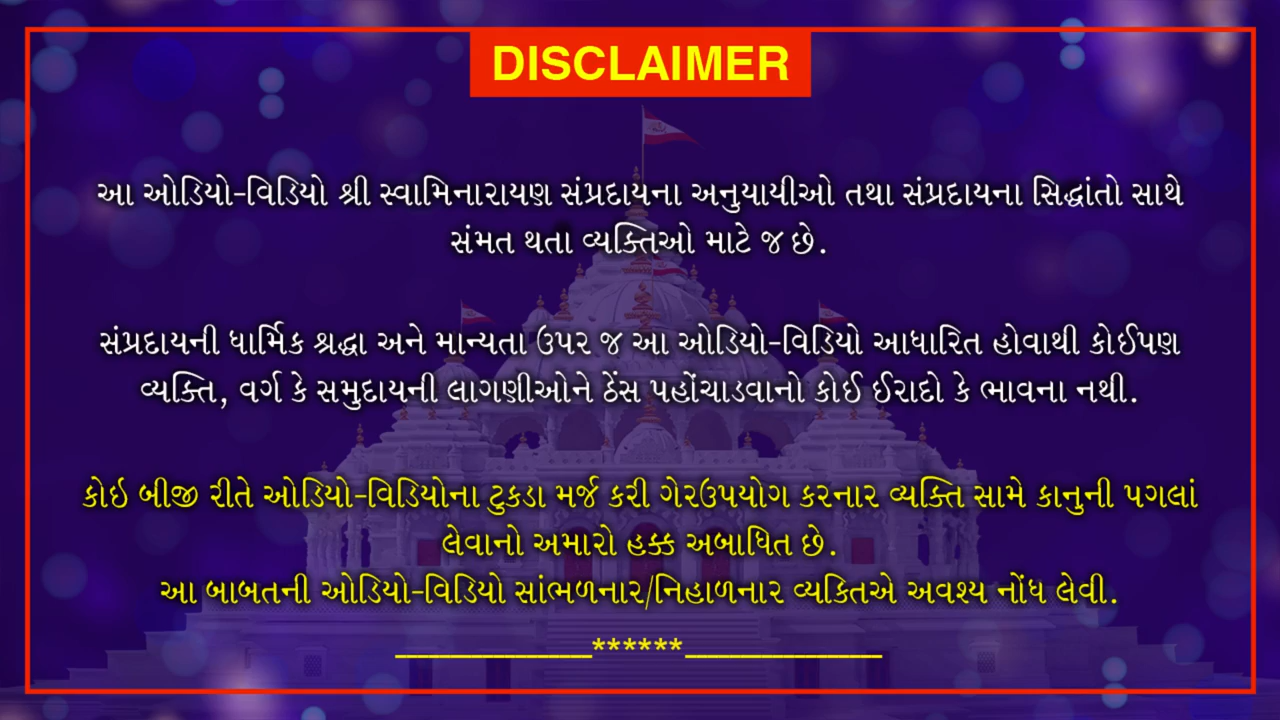 DISCLAIMER
આ ઓડિયો-વિડિયો શ્રી સ્વામિનારાયણ સંપ્રદાયના અનુયાયીઓ તથા સંપ્રદાયના સિદ્ધાંતો સાથે
સંમત થતા વ્યક્તિઓ માટે જ છે.
સંપ્રદાયની ધાર્મિક શ્રદ્ધા અને માન્યતા ઉપર જ આ ઓડિયો-વિડિયો આધારિત હોવાથી કોઈપણ
વ્યક્તિ, વર્ગ કે સમુદાયની લાગણીઓને ઠેંસ પહોંચાડવાનો કોઈ ઈરાદો કે ભાવના નથી.
કોઇ બીજી રીતે ઓડિયો-વિડિયોના ટુકડા મર્જ કરી ગેરઉપયોગ કરનાર વ્યક્તિ સામે કાનુની પગલાં
લેવાનો અમારો હક્ક અબાધિત છે.
આ બાબતની ઓડિયો-વિડિયો સાંભળનાર/નિહાળનાર વ્યકિતએ અવશ્ય નોંધ લેવી.
______________******______________